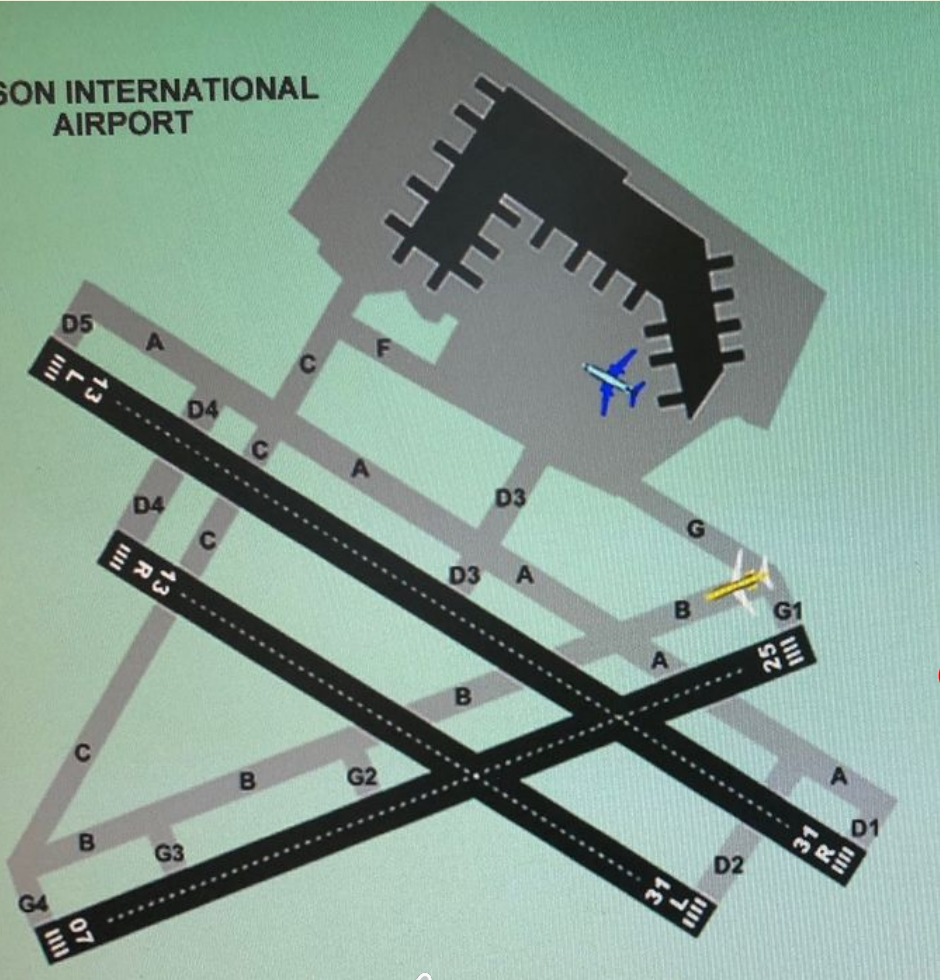 SON INTERNATIONAL
AIRPORT
D5
A
C
F
13
L
D4
C
A
D3
D4
C
G
13
R
D3
A
B
G1
25
A
B
C
B
G2
A
B
G3
D2
31
R
D1
31
L
G4
07